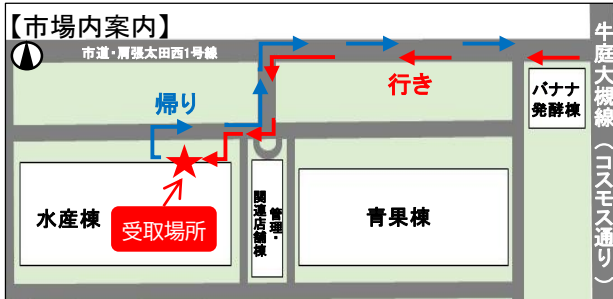 【市場内案内】
市道・肩張太田西1号線
帰り
行き
バナナ
発酵棟
牛庭大槻線(コスモス通り)
水産棟
受取場所
管理・
関連店舗棟
青果棟